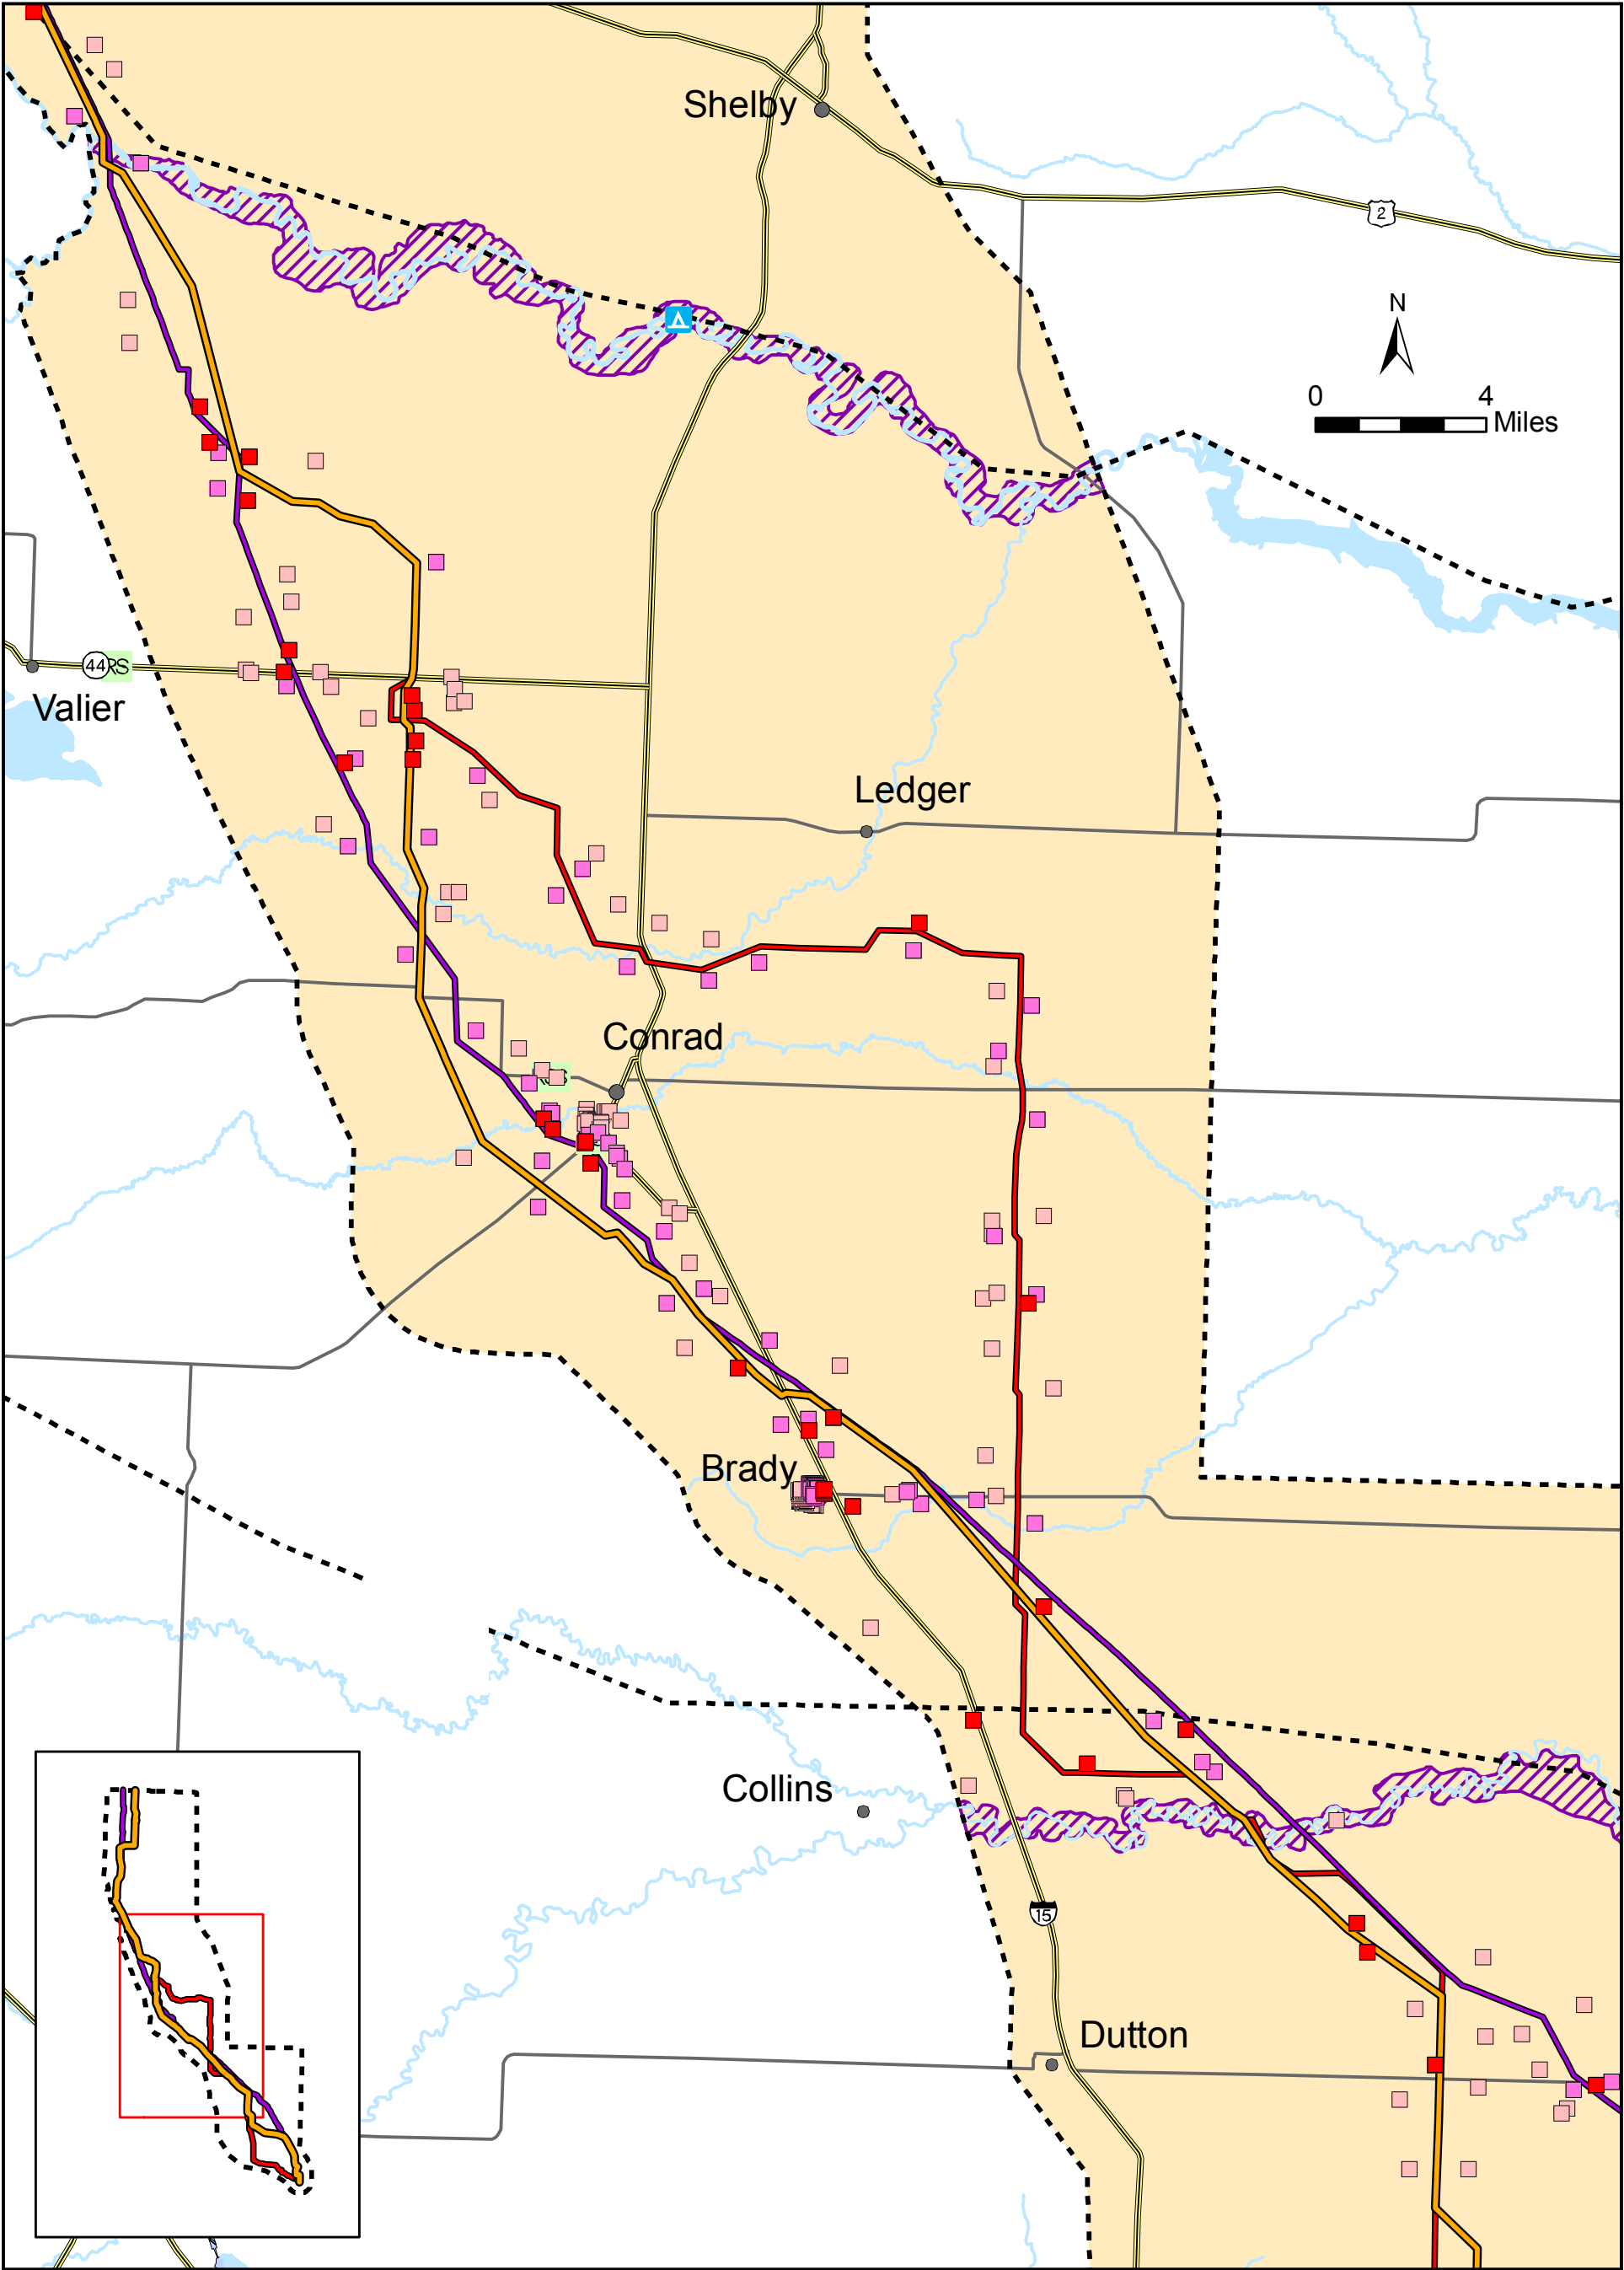 Shelby
2
N
0 4
Miles
44
RS
Valier
Ledger
Conrad
Brady
Collins
15
Dutton